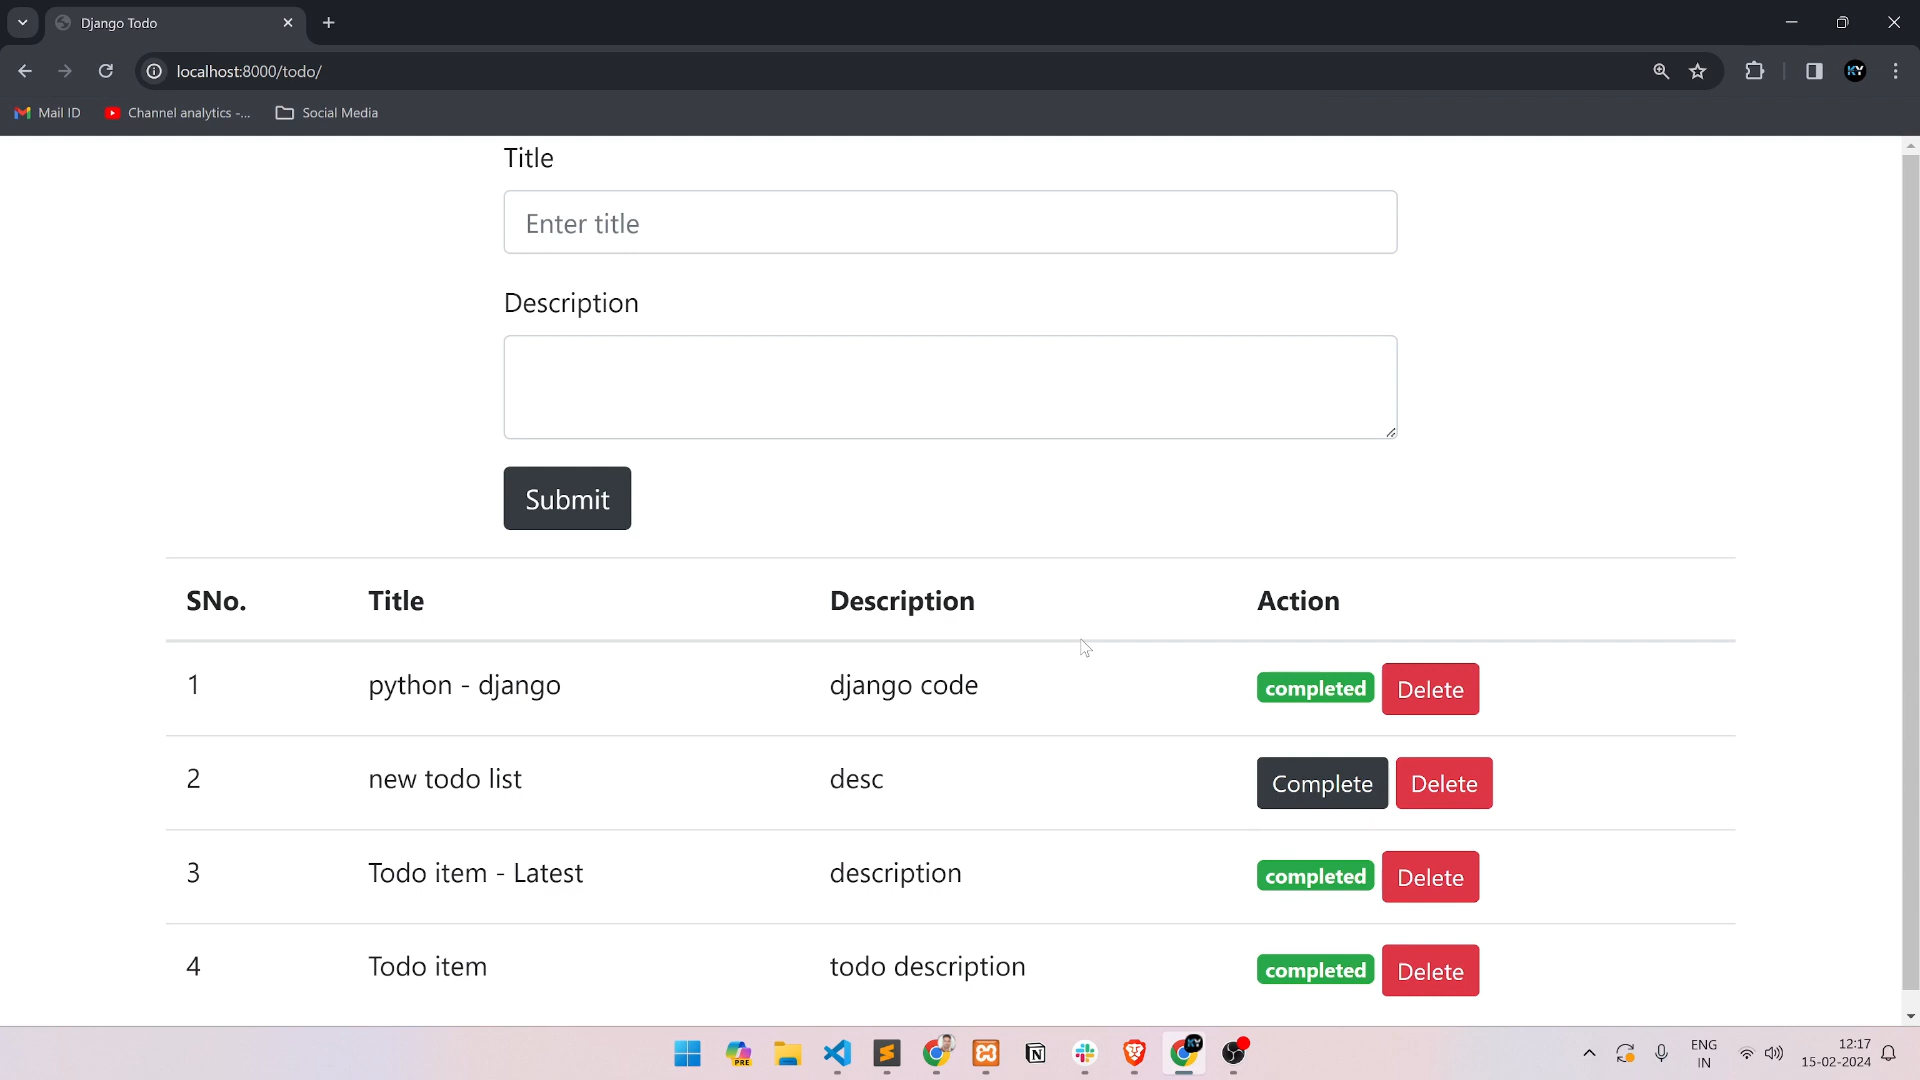 Django Todo
localhost:8000/todo/
Mail ID
Channel analytics -...
Social Media
Title
Enter title
Description
Submit
SNo. Title Description Action
1 python - django django code completed Delete
2 new todo list desc Complete Delete
3 Todo item - Latest description completed Delete
4 Todo item todo description completed Delete
PRE
KY
ENG
IN
12:17
15-02-2024